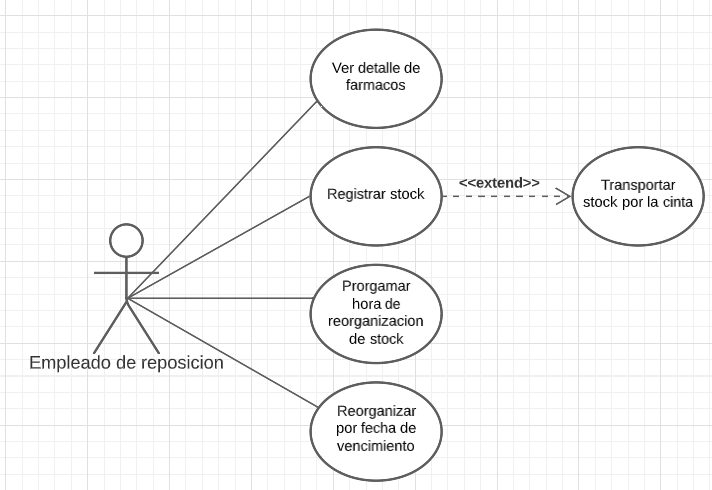 Ver detalle de
farmacos
Registrar stock
<<extend>>
Transportar
stock por la cinta
Prorgamar
hora de
reorganizacion
de stock
Empleado de reposicion
Reorganizar
por fecha de
vencimiento